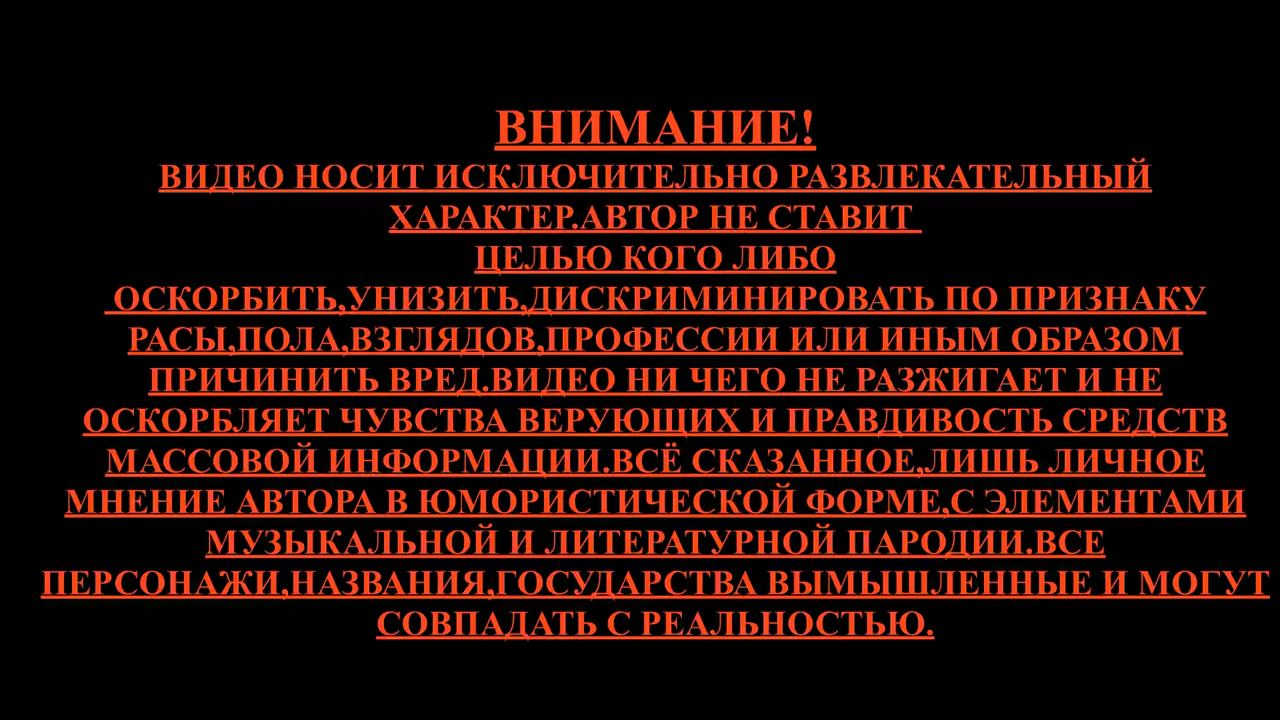 ВНИМАНИЕ!
ВИДЕО НОСИТ ИСКЛЮЧИТЕЛЬНО РАЗВЛЕКАТЕЛЬНЫЙ
ХАРАКТЕР.АВТОР НЕ СТАВИТ
ЦЕЛЬЮ КОГО ЛИБО
ОСКОРБИТЬ,УНИЗИТЬ,ДИСКРИМИНИРОВАТЬ ПО ПРИЗНАКУ
РАСЫ,ПОЛА,ВЗГЛЯДОВ,ПРОФЕССИИ ИЛИ ИНЫМ ОБРАЗОМ
ПРИЧИНИТЬ ВРЕД.ВИДЕО НИ ЧЕГО НЕ РАЗЖИГАЕТ И НЕ
ОСКОРБЛЯЕТ ЧУВСТВА ВЕРУЮЩИХ И ПРАВДИВОСТЬ СРЕДСТВ
МАССОВОЙ ИНФОРМАЦИИ.ВСЁ СКАЗАННОЕ,ЛИШЬ ЛИЧНОЕ
МНЕНИЕ АВТОРА В ЮМОРИСТИЧЕСКОЙ ФОРМЕ,С ЭЛЕМЕНТАМИ
МУЗЫКАЛЬНОЙ И ЛИТЕРАТУРНОЙ ПАРОДИИ.ВСЕ
ПЕРСОНАЖИ,НАЗВАНИЯ,ГОСУДАРСТВА ВЫМЫШЛЕННЫЕ И МОГУТ
СОВПАДАТЬ С РЕАЛЬНОСТЬЮ.